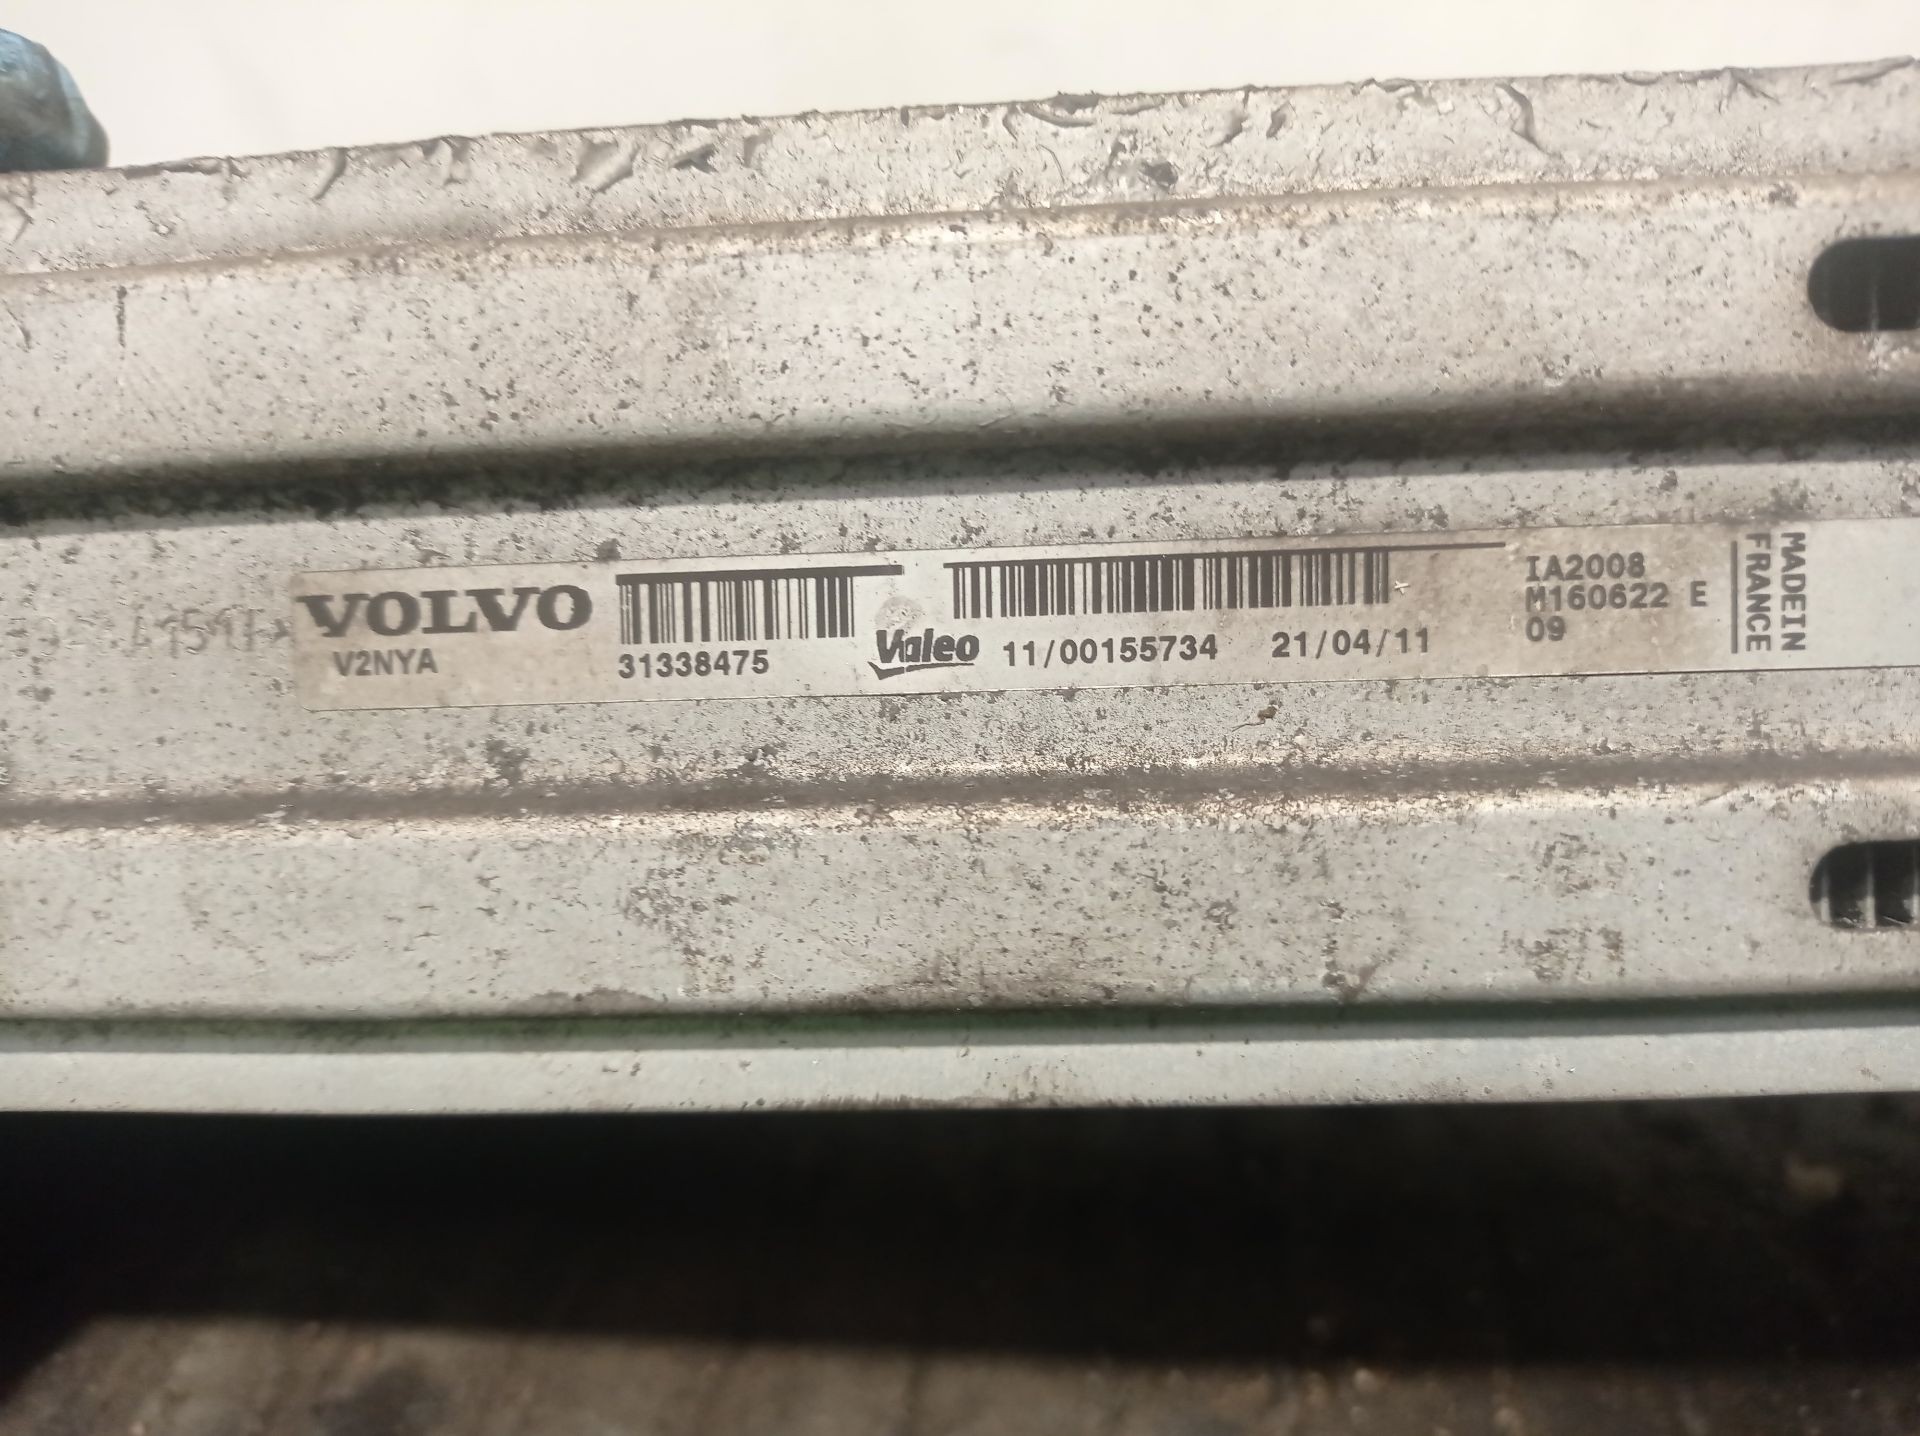 VOLVO
V2NYA
31338475
Valeo 11/00155734 21/04/11
IA2008
M160622 E
09
MADE IN
FRANCE